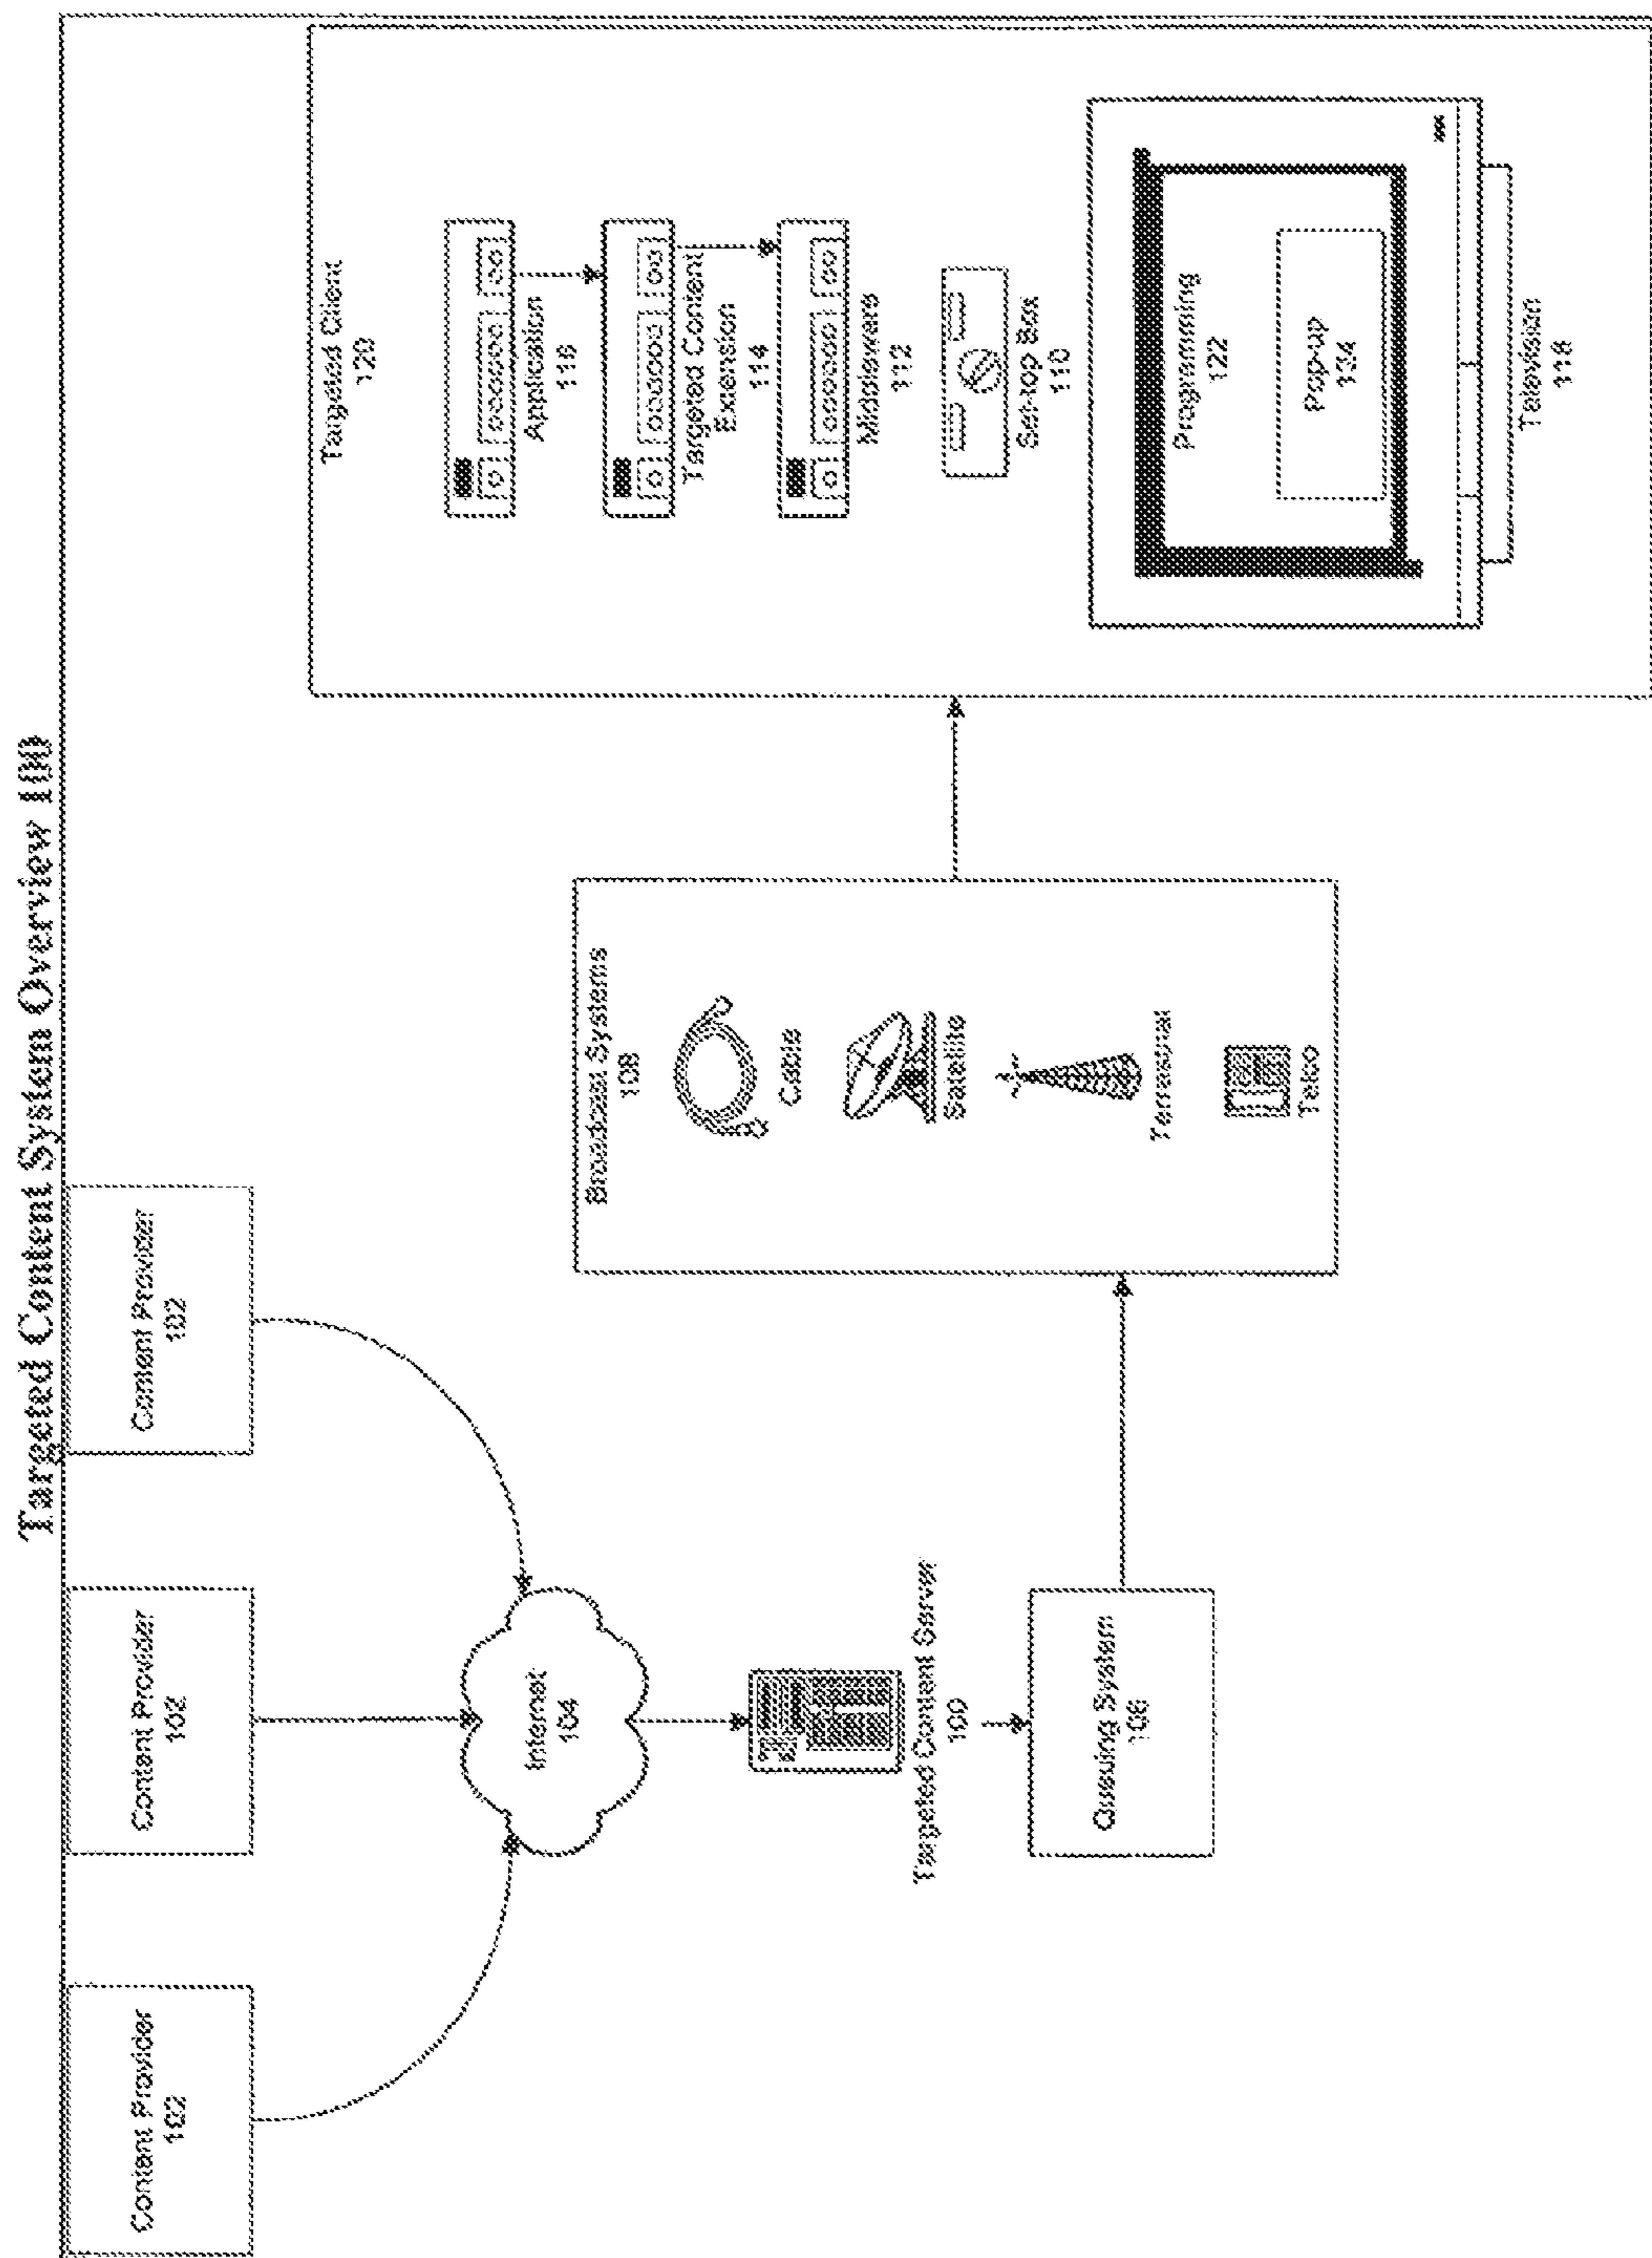 Targeted Content System Overview 100
Content Provider
102
Content Provider
102
Content Provider
102
Internet
104
Targeted Content Server
100
Queuing System
106
Broadcast Systems
108
Cable
Satellite
Terrestrial
Telco
Targeted Client
120
Application
116
Targeted Content
Extension
114
Middleware
112
Set-top Box
110
Programming
122
Pop-up
134
Television
118